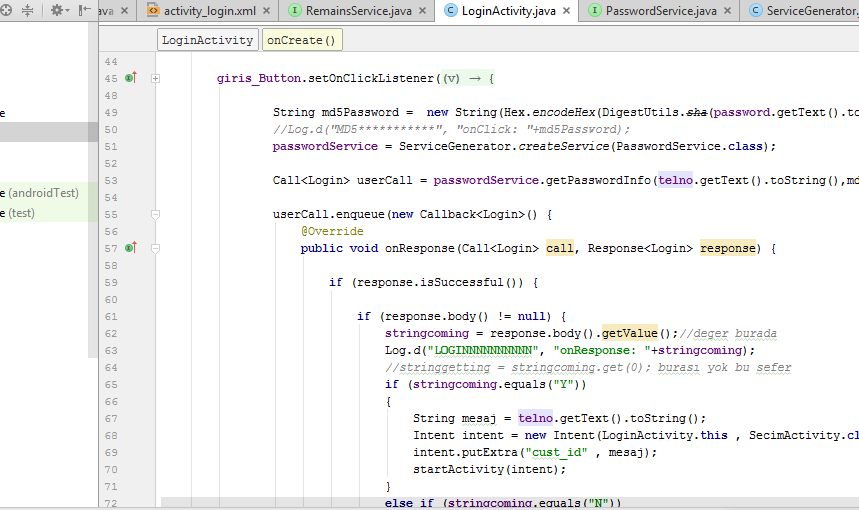 ava × activity_login.xml × RemainsService.java × LoginActivity.java × PasswordService.java × ServiceGenerator.
LoginActivity onCreate()
44
45 giris_Button.setOnClickListener((v) → {
48
49 String md5Password = new String(Hex.encodeHex(DigestUtils.sha(password.getText().to
50 //Log.d("MD5***********", "onClick: "+md5Password);
51 passwordService = ServiceGenerator.createService(PasswordService.class);
52
e (androidTest)
53 Call<Login> userCall = passwordService.getPasswordInfo(telno.getText().toString(),md
54
e (test)
55 userCall.enqueue(new Callback<Login>() {
56 @Override
57 public void onResponse(Call<Login> call, Response<Login> response) {
58
59 if (response.isSuccessful()) {
60
61 if (response.body() != null) {
62 stringcoming = response.body().getValue();//deger burada
63 Log.d("LOGINNNNNNNNNN", "onResponse: "+stringcoming);
64 //stringgetting = stringcoming.get(0); burası yok bu sefer
65 if (stringcoming.equals("Y"))
66 {
67 String mesaj = telno.getText().toString();
68 Intent intent = new Intent(LoginActivity.this , SecimActivity.cl
69 intent.putExtra("cust_id" , mesaj);
70 startActivity(intent);
71 }
72 else if (stringcoming.equals("N"))